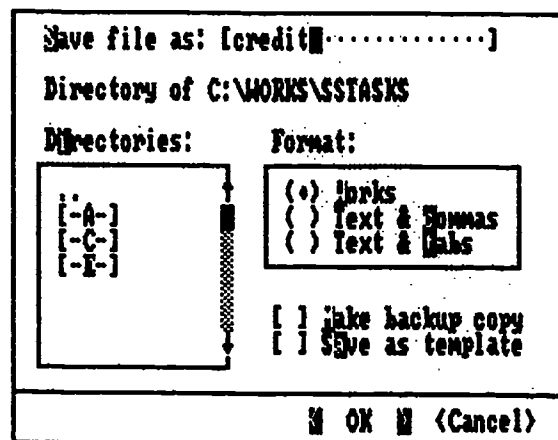 Save file as: [credit·············]
Directory of C:\WORKS\SSTASKS
Directories:
Format:
..
[-A-]
[-C-]
[-E-]
(•) Works
( ) Text & Commas
( ) Text & Tabs
[ ] Make backup copy
[ ] Save as template
OK <Cancel>